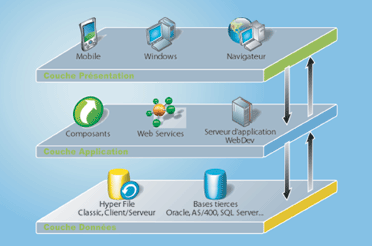 Mobile
Windows
Navigateur
Couche Présentation
Composants
Web Services
Serveur d'application
WebDev
Couche Application
Hyper File
Classic, Client/Serveur
Bases tierces
Oracle, AS/400, SQL Server...
Couche Données